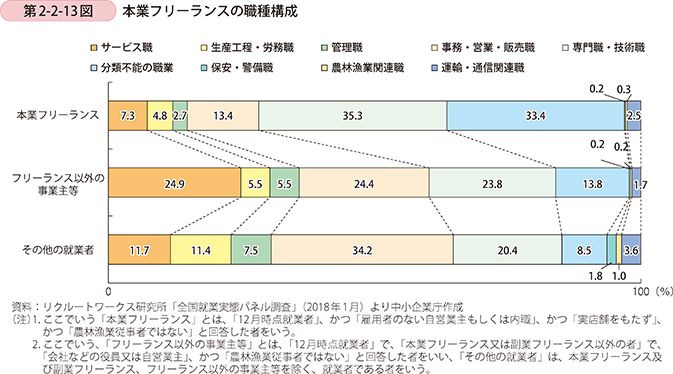 第2-2-13図 本業フリーランスの職種構成
サービス職 生産工程・労務職 管理職 事務・営業・販売職 専門職・技術職
分類不能の職業 保安・警備職 農林漁業関連職 運輸・通信関連職
0.2 0.3
本業フリーランス 7.3 4.8 2.7 13.4 35.3 33.4 2.5
0.2 0.2
フリーランス以外の
事業主等 24.9 5.5 5.5 24.4 23.8 13.8 1.7
その他の就業者 11.7 11.4 7.5 34.2 20.4 8.5 3.6
1.8 1.0
0 100 (%)
資料:リクルートワークス研究所「全国就業実態パネル調査」(2018年1月)より中小企業庁作成
(注)1. ここでいう「本業フリーランス」とは、「12月時点就業者」、かつ「雇用者のない自営業主もしくは内職」、かつ「実店舗をもたず」、
かつ「農林漁業従事者ではない」と回答した者をいう。
2. ここでいう、「フリーランス以外の事業主等」とは、「12月時点就業者」で、「本業フリーランス又は副業フリーランス以外の者」で、
「会社などの役員又は自営業主」、かつ「農林漁業従事者ではない」と回答した者をいい、「その他の就業者」は、本業フリーランス及
び副業フリーランス、フリーランス以外の事業主等を除く、就業者である者をいう。